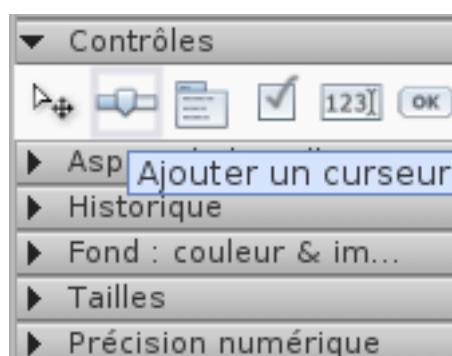 Contrôles
123
OK
Ajouter un curseur
Historique
Fond : couleur & im...
Tailles
Précision numérique